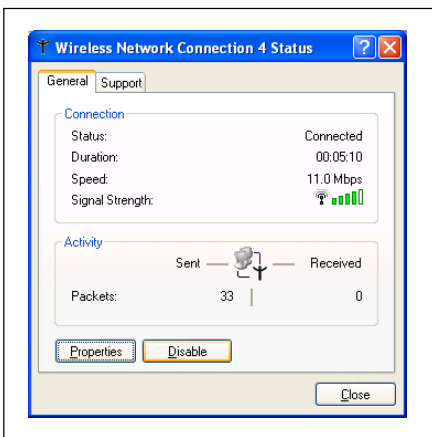 Wireless Network Connection 4 Status
General Support
Connection
Status: Connected
Duration: 00:05:10
Speed: 11.0 Mbps
Signal Strength:
Activity
Sent Received
Packets: 33 0
Properties Disable
Close